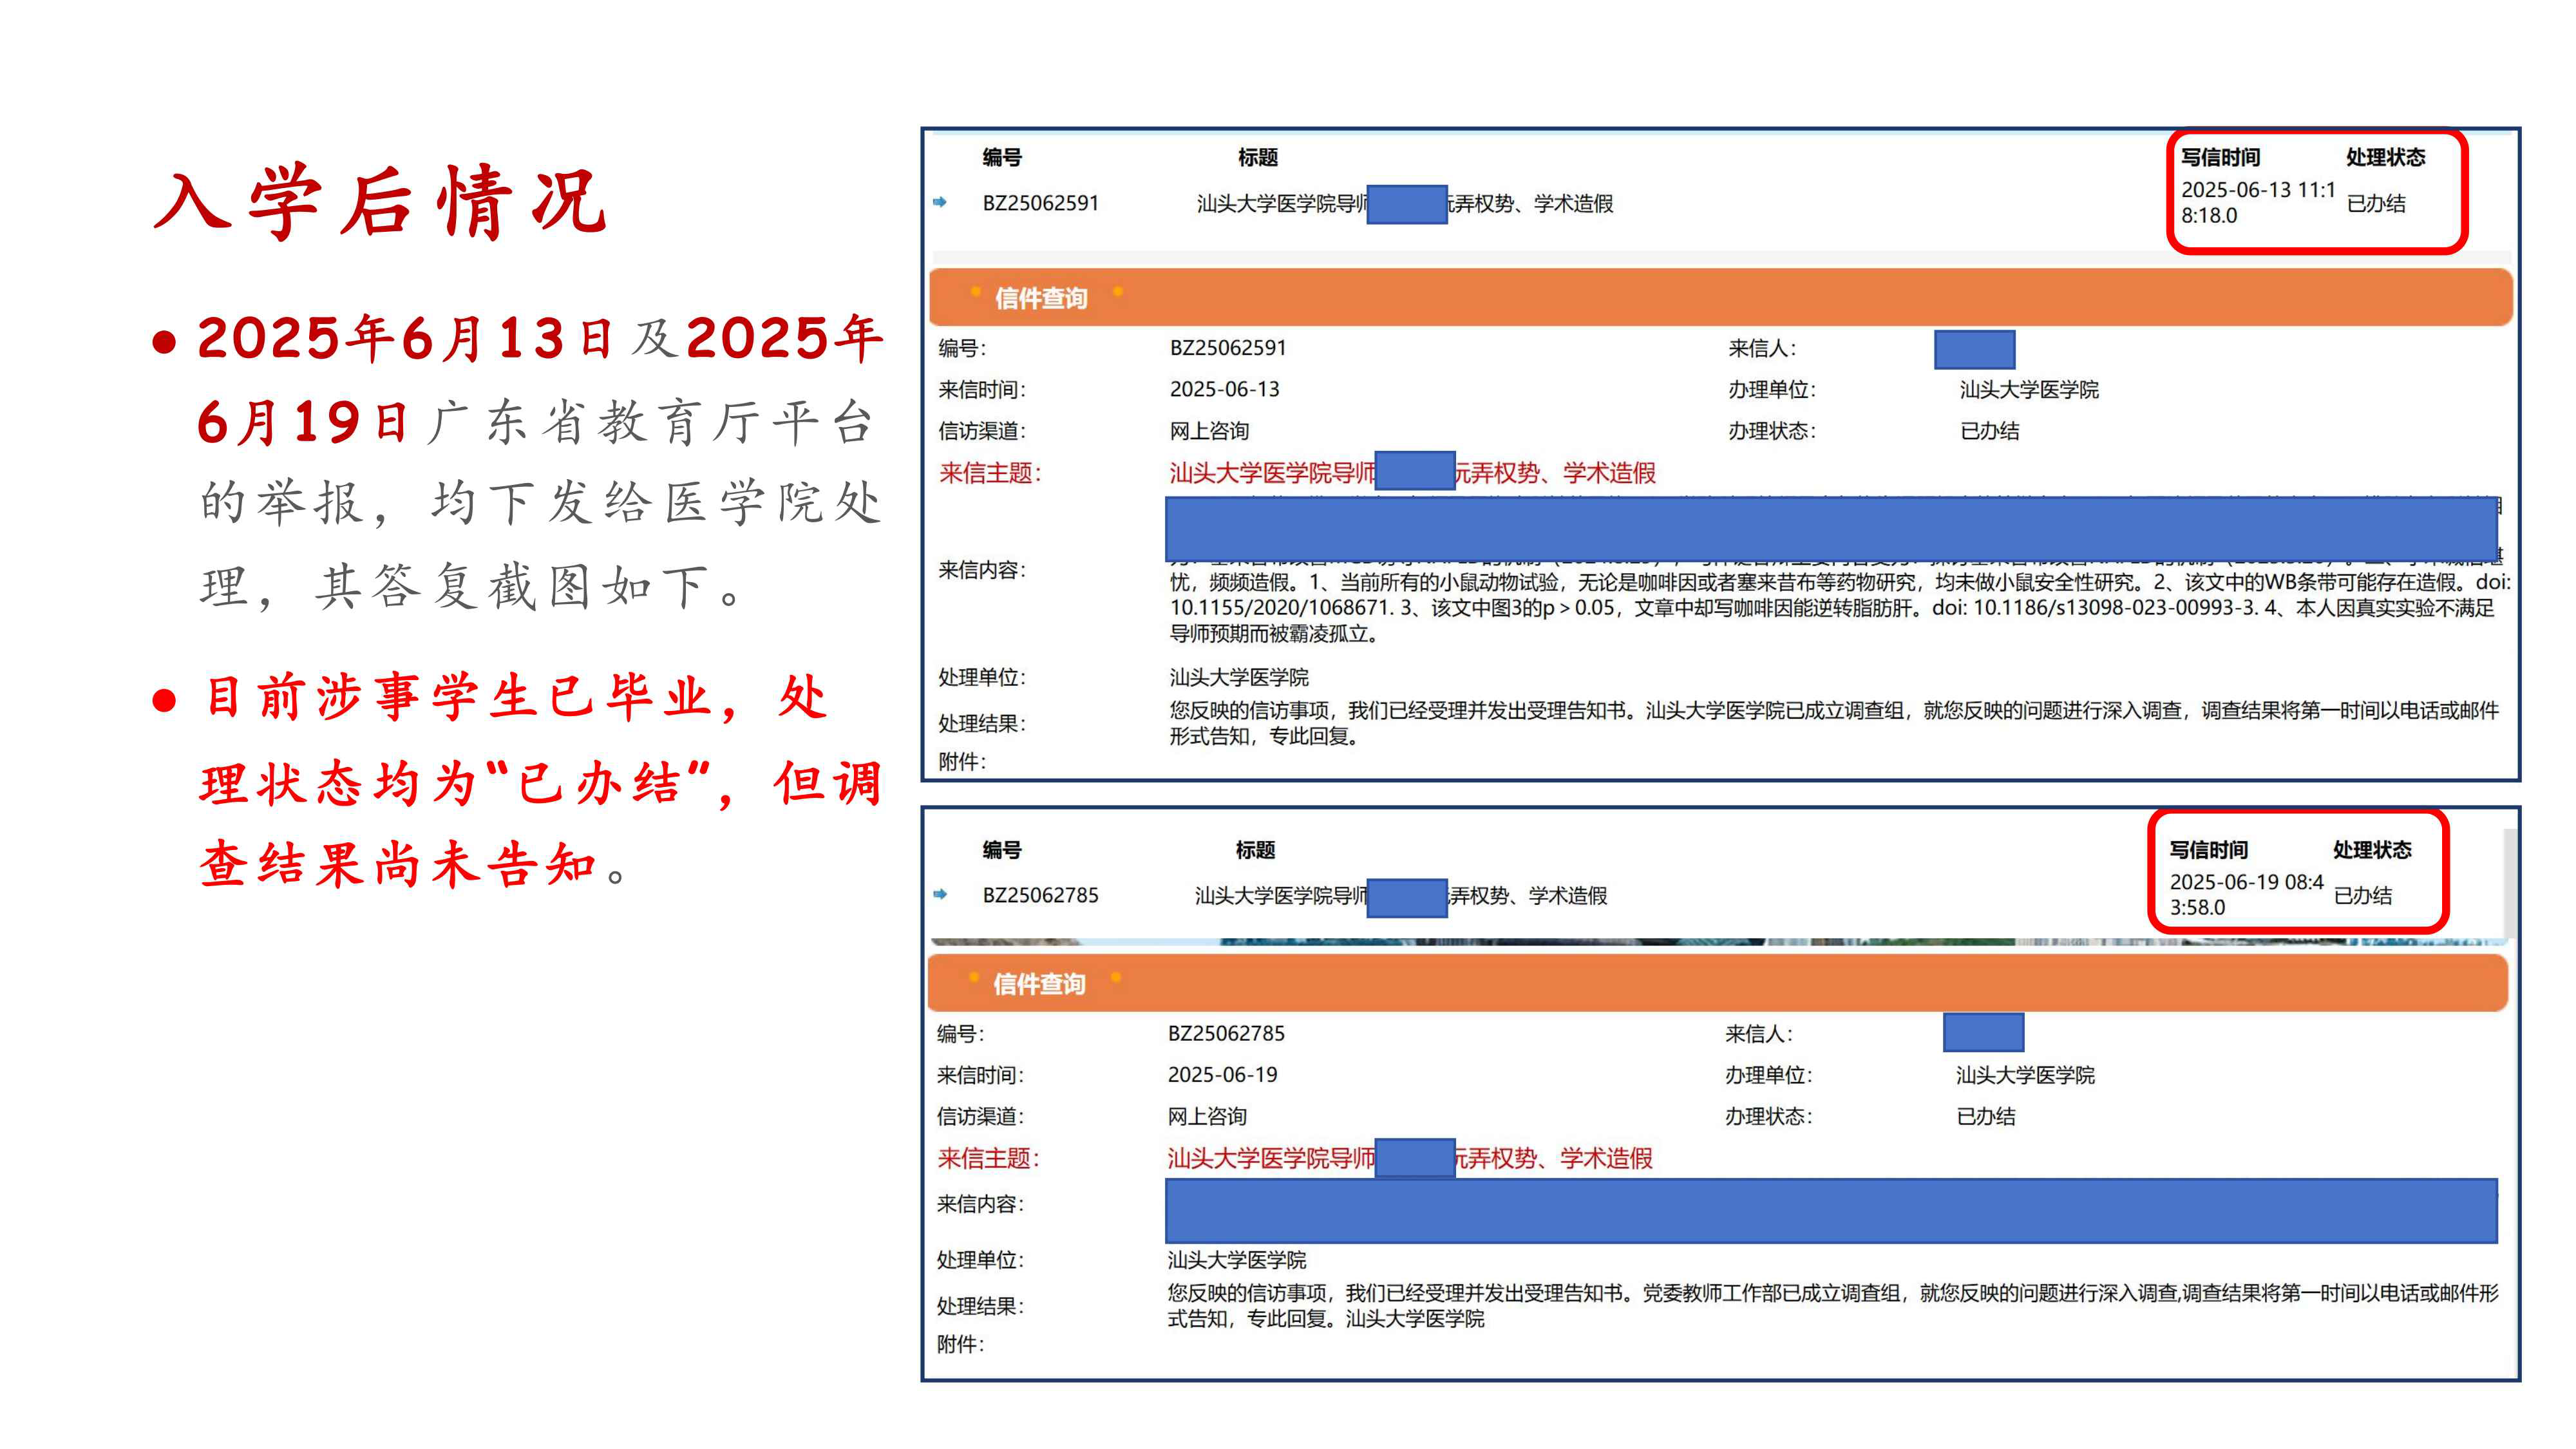 入学后情况
2025年6月13日及2025年
6月19日广东省教育厅平台
的举报，均下发给医学院处
理，其答复截图如下。
目前涉事学生已毕业，处
理状态均为“已办结”，但调
查结果尚未告知。
编号 标题 写信时间 处理状态
BZ25062591 汕头大学医学院导师 弄权势、学术造假 2025-06-13 11:1
8:18.0 已办结
信件查询
编号： BZ25062591 来信人：
来信时间： 2025-06-13 办理单位： 汕头大学医学院
信访渠道： 网上咨询 办理状态： 已办结
来信主题： 汕头大学医学院导师 玩弄权势、学术造假
来信内容：
忧，频频造假。1、当前所有的小鼠动物试验，无论是咖啡因或者塞来昔布等药物研究，均未做小鼠安全性研究。2、该文中的WB条带可能存在造假。doi:
10.1155/2020/1068671. 3、该文中图3的p＞0.05，文章中却写咖啡因能逆转脂肪肝。doi: 10.1186/s13098-023-00993-3. 4、本人因真实实验不满足
导师预期而被霸凌孤立。
处理单位： 汕头大学医学院
处理结果： 您反映的信访事项，我们已经受理并发出受理告知书。汕头大学医学院已成立调查组，就您反映的问题进行深入调查，调查结果将第一时间以电话或邮件
形式告知，专此回复。
附件：
编号 标题 写信时间 处理状态
BZ25062785 汕头大学医学院导师 弄权势、学术造假 2025-06-19 08:4
3:58.0 已办结
信件查询
编号： BZ25062785 来信人：
来信时间： 2025-06-19 办理单位： 汕头大学医学院
信访渠道： 网上咨询 办理状态： 已办结
来信主题： 汕头大学医学院导师 玩弄权势、学术造假
来信内容：
处理单位： 汕头大学医学院
处理结果： 您反映的信访事项，我们已经受理并发出受理告知书。党委教师工作部已成立调查组，就您反映的问题进行深入调查,调查结果将第一时间以电话或邮件形
式告知，专此回复。汕头大学医学院
附件：